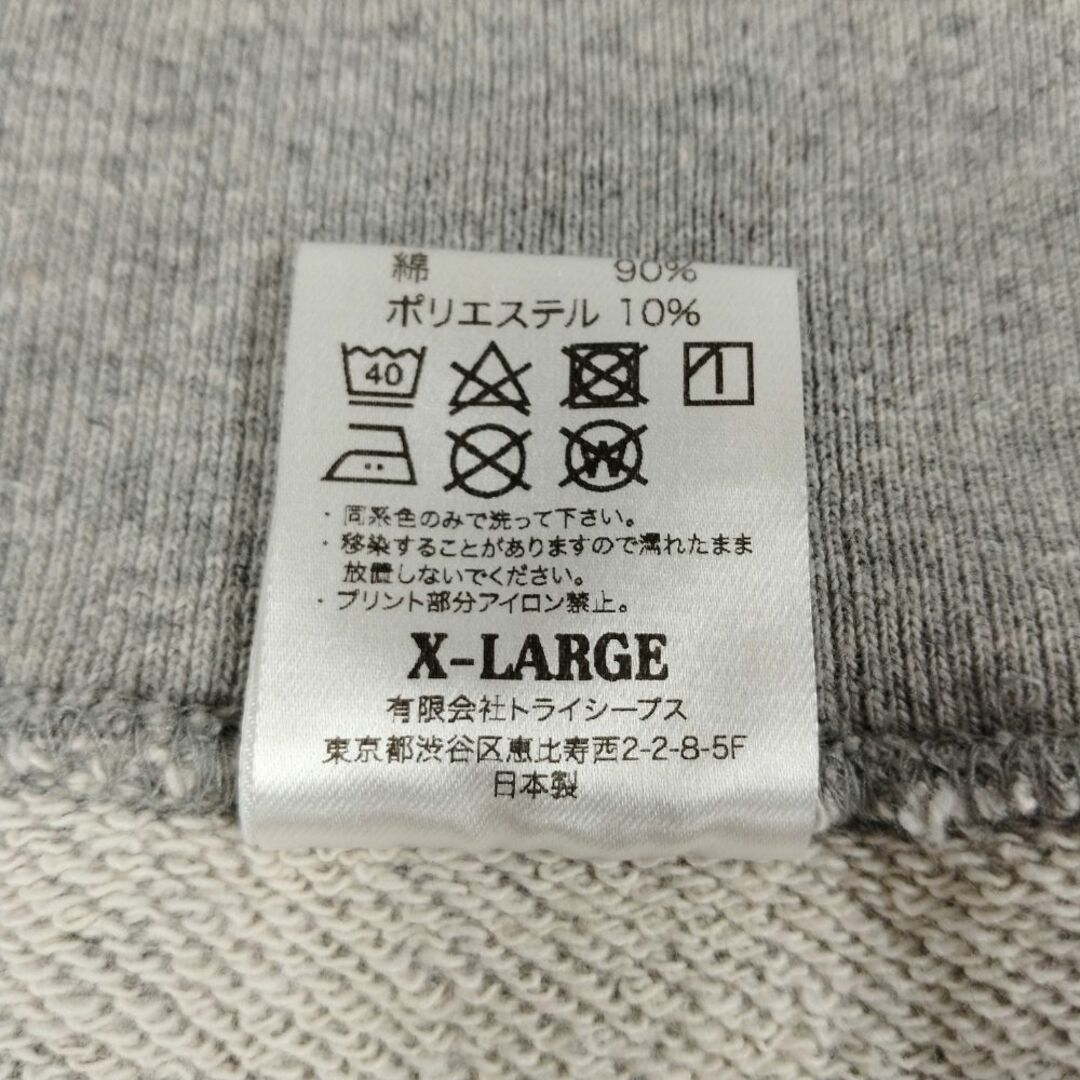 綿 90%
ポリエステル 10%
40
W
・同系色のみで洗って下さい。
・移染することがありますので濡れたまま
放置しないでください。
・プリント部分アイロン禁止。
X-LARGE
有限会社トライシープス
東京都渋谷区恵比寿西2-2-8-5F
日本製